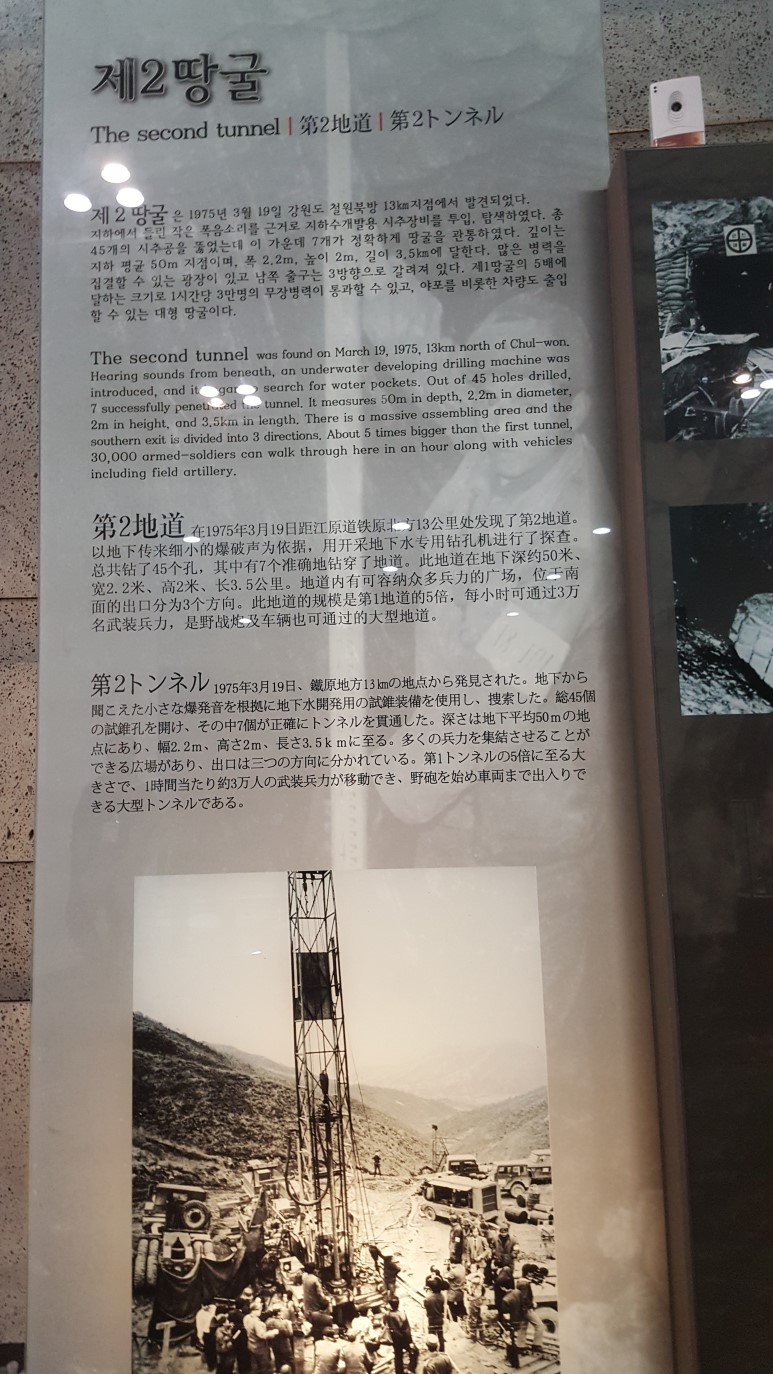 제2땅굴
The second tunnel | 第2地道 | 第2トンネル
제 2 땅굴 은 1975년 3월 19일 강원도 철원북방 13㎞지점에서 발견되었다.
지하에서 들린 작은 폭음소리를 근거로 지하수개발용 시추장비를 투입, 탐색하였다. 총
45개의 시추공을 뚫었는데 이 가운데 7개가 정확하게 땅굴을 관통하였다. 깊이는
지하 평균 50m 지점이며, 폭 2.2m, 높이 2m, 길이 3.5㎞에 달한다. 많은 병력을
집결할 수 있는 광장이 있고 남쪽 출구는 3방향으로 갈려져 있다. 제1땅굴의 5배에
달하는 크기로 1시간당 3만명의 무장병력이 통과할 수 있고, 야포를 비롯한 차량도 출입
할 수 있는 대형 땅굴이다.
The second tunnel was found on March 19, 1975, 13km north of Chul-won.
Hearing sounds from beneath, an underwater developing drilling machine was
introduced, and it search for water pockets. Out of 45 holes drilled,
7 successfully penetrated the tunnel. It measures 50m in depth, 2.2m in diameter,
2m in height, and 3.5km in length. There is a massive assembling area and the
southern exit is divided into 3 directions. About 5 times bigger than the first tunnel,
30,000 armed-soldiers can walk through here in an hour along with vehicles
including field artillery.
第2地道 在1975年3月19日距江原道铁原北方13公里处发现了第2地道。
以地下传来细小的爆破声为依据，用开采地下水专用钻孔机进行了探查。
总共钻了45个孔，其中有7个准确地钻穿了地道。此地道在地下深约50米、
宽2.2米、高2米、长3.5公里。地道内有可容纳众多兵力的广场，位于南
面的出口分为3个方向。此地道的规模是第1地道的5倍，每小时可通过3万
名武装兵力，是野战炮及车辆也可通过的大型地道。
第2トンネル 1975年3月19日、鐵原地方13㎞の地点から発見された。地下から
聞こえた小さな爆発音を根拠に地下水開発用の試錐装備を使用し、捜索した。総45個
の試錐孔を開け、その中7個が正確にトンネルを貫通した。深さは地下平均50ｍの地
点にあり、幅2.2m、高さ2m、長さ3.5ｋｍに至る。多くの兵力を集結させることが
できる広場があり、出口は三つの方向に分かれている。第1トンネルの5倍に至る大
きさで、1時間当たり約3万人の武装兵力が移動でき、野砲を始め車両まで出入りで
きる大型トンネルである。